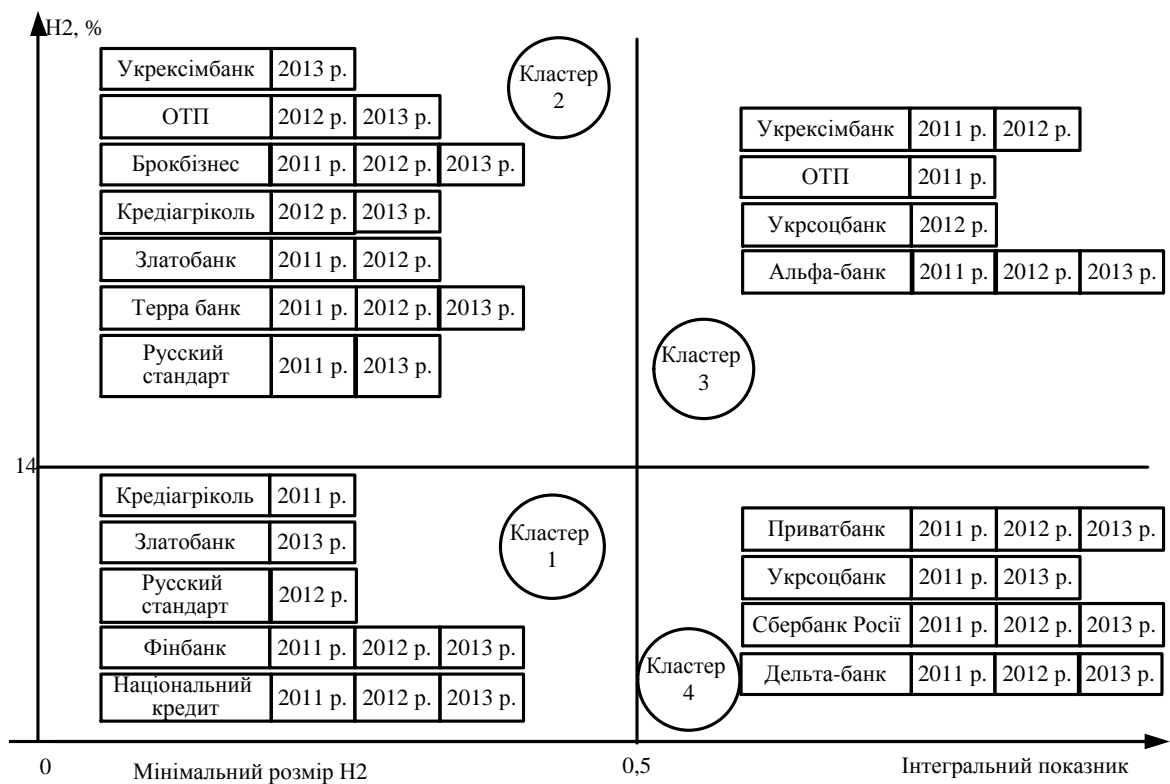 Н2, %
Укрексімбанк 2013 р.
ОТП 2012 р. 2013 р.
Брокбізнес 2011 р. 2012 р. 2013 р.
Кредіагріколь 2012 р. 2013 р.
Златобанк 2011 р. 2012 р.
Терра банк 2011 р. 2012 р. 2013 р.
Русский
стандарт 2011 р. 2013 р.
Кластер
2
Укрексімбанк 2011 р. 2012 р.
ОТП 2011 р.
Укрсоцбанк 2012 р.
Альфа-банк 2011 р. 2012 р. 2013 р.
Кластер
3
14
Кредіагріколь 2011 р.
Златобанк 2013 р.
Русский
стандарт 2012 р.
Фінбанк 2011 р. 2012 р. 2013 р.
Національний
кредит 2011 р. 2012 р. 2013 р.
Кластер
1
Приватбанк 2011 р. 2012 р. 2013 р.
Укрсоцбанк 2011 р. 2013 р.
Сбербанк Росії 2011 р. 2012 р. 2013 р.
Дельта-банк 2011 р. 2012 р. 2013 р.
Кластер
4
0
Мінімальний розмір Н2
0,5
Інтегральний показник